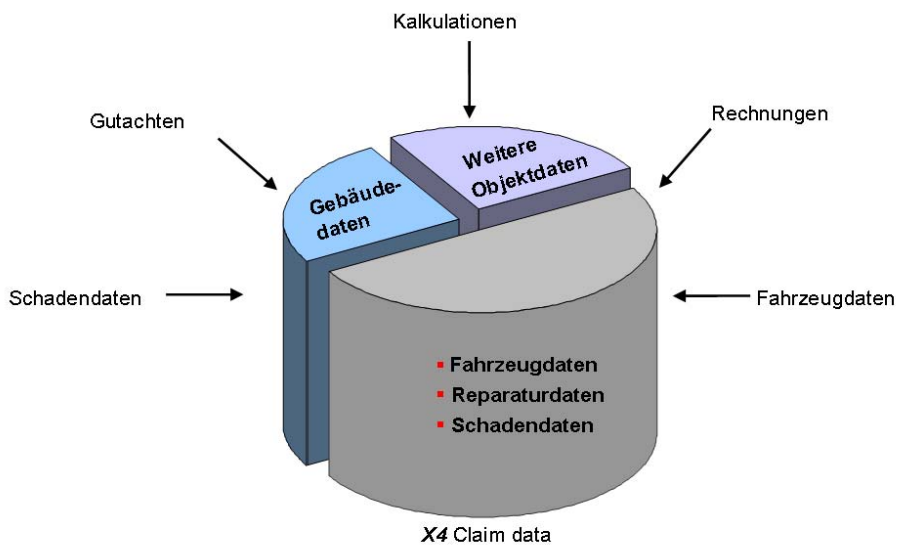 Kalkulationen
Gutachten
Rechnungen
Weitere
Objektdaten
Gebäude-
daten
Schadendaten
Fahrzeugdaten
▪ Fahrzeugdaten
▪ Reparaturdaten
▪ Schadendaten
X4 Claim data